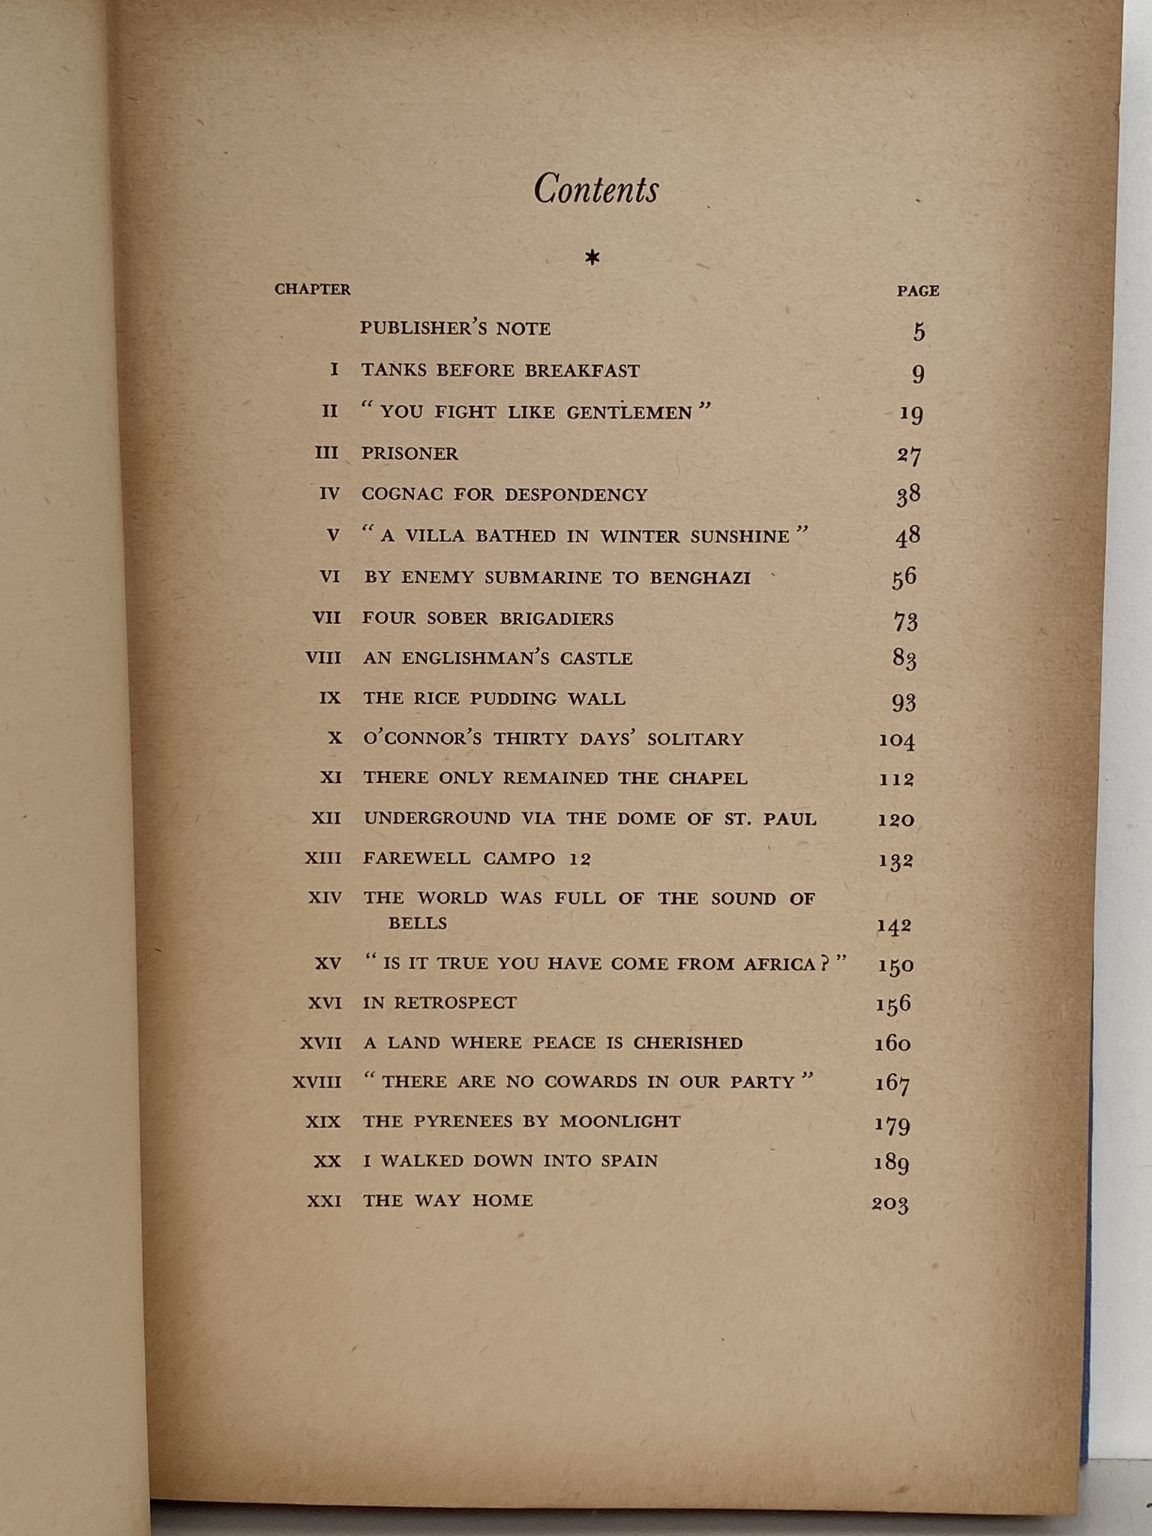 Contents
*
CHAPTER PAGE
PUBLISHER'S NOTE 5
I TANKS BEFORE BREAKFAST 9
II “ YOU FIGHT LIKE GENTLEMEN ” 19
III PRISONER 27
IV COGNAC FOR DESPONDENCY 38
V “ A VILLA BATHED IN WINTER SUNSHINE ” 48
VI BY ENEMY SUBMARINE TO BENGHAZI 56
VII FOUR SOBER BRIGADIERS 73
VIII AN ENGLISHMAN'S CASTLE 83
IX THE RICE PUDDING WALL 93
X O'CONNOR'S THIRTY DAYS' SOLITARY 104
XI THERE ONLY REMAINED THE CHAPEL 112
XII UNDERGROUND VIA THE DOME OF ST. PAUL 120
XIII FAREWELL CAMPO 12 132
XIV THE WORLD WAS FULL OF THE SOUND OF
BELLS 142
XV “ IS IT TRUE YOU HAVE COME FROM AFRICA? ” 150
XVI IN RETROSPECT 156
XVII A LAND WHERE PEACE IS CHERISHED 160
XVIII “ THERE ARE NO COWARDS IN OUR PARTY ” 167
XIX THE PYRENEES BY MOONLIGHT 179
XX I WALKED DOWN INTO SPAIN 189
XXI THE WAY HOME 203